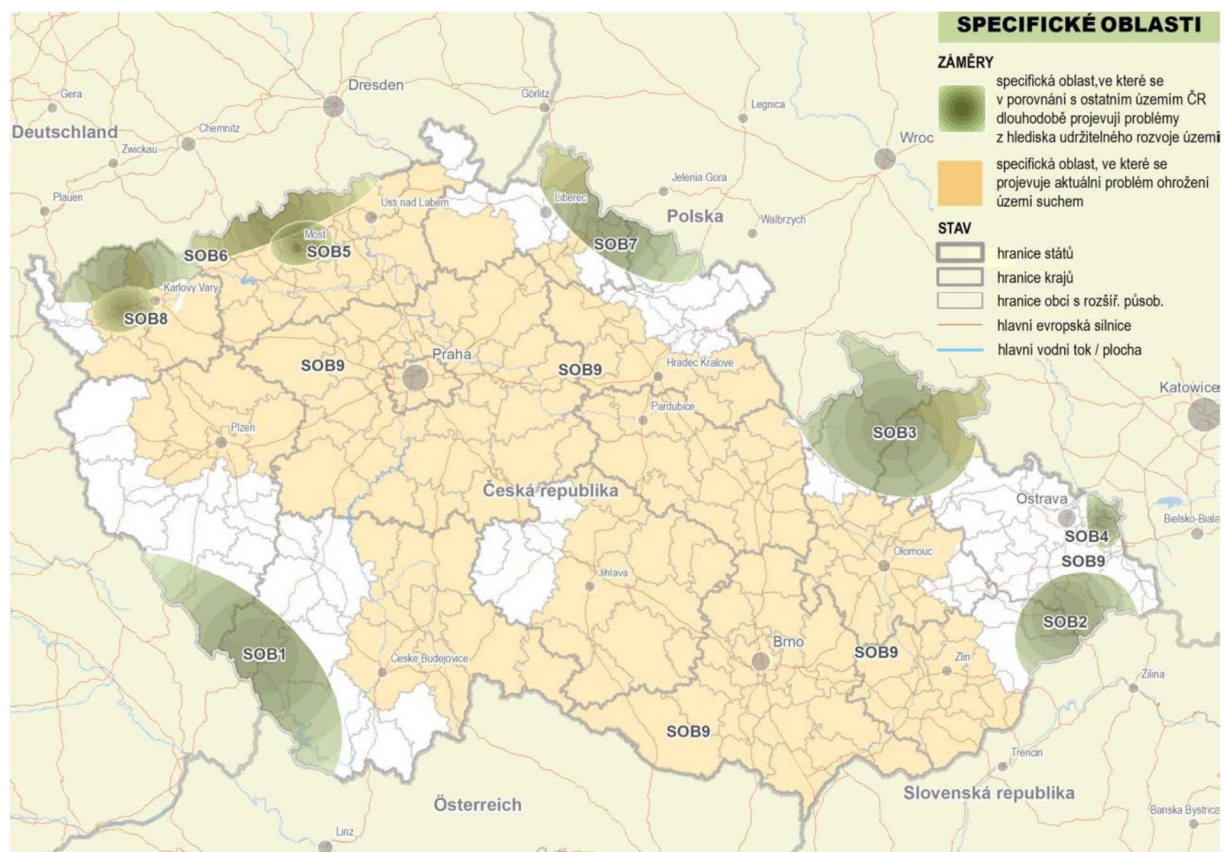 SPECIFICKÉ OBLASTI
ZÁMĚRY
specifická oblast,ve které se
v porovnání s ostatním územím ČR
dlouhodobě projevují problémy
z hlediska udržitelného rozvoje území
specifická oblast, ve které se
projevuje aktuální problém ohrožení
území suchem
STAV
hranice států
hranice krajů
hranice obcí s rozšíř. působ.
hlavní evropská silnice
hlavní vodní tok / plocha
Dresden
Gera
Görlitz
Legnica
Deutschland
Chemnitz
Wroc
Zwickau
Jelenia Gora
Plauen
Usti nad Labem
Liberec
Polska
Walbrzych
Most
SOB7
SOB6
SOB5
Karlovy Vary
SOB8
Praha
SOB9
SOB9
Hradec Kralove
Katowice
Pardubice
Plzen
SOB3
Česká republika
Ostrava
Bielsko-Biala
SOB4
Olomouc
SOB9
Jihlava
SOB2
Brno
SOB1
Ceske Budejovice
SOB9
Zlin
Zilina
SOB9
Trencin
Slovenská republika
Österreich
Banska Bystrica
Linz